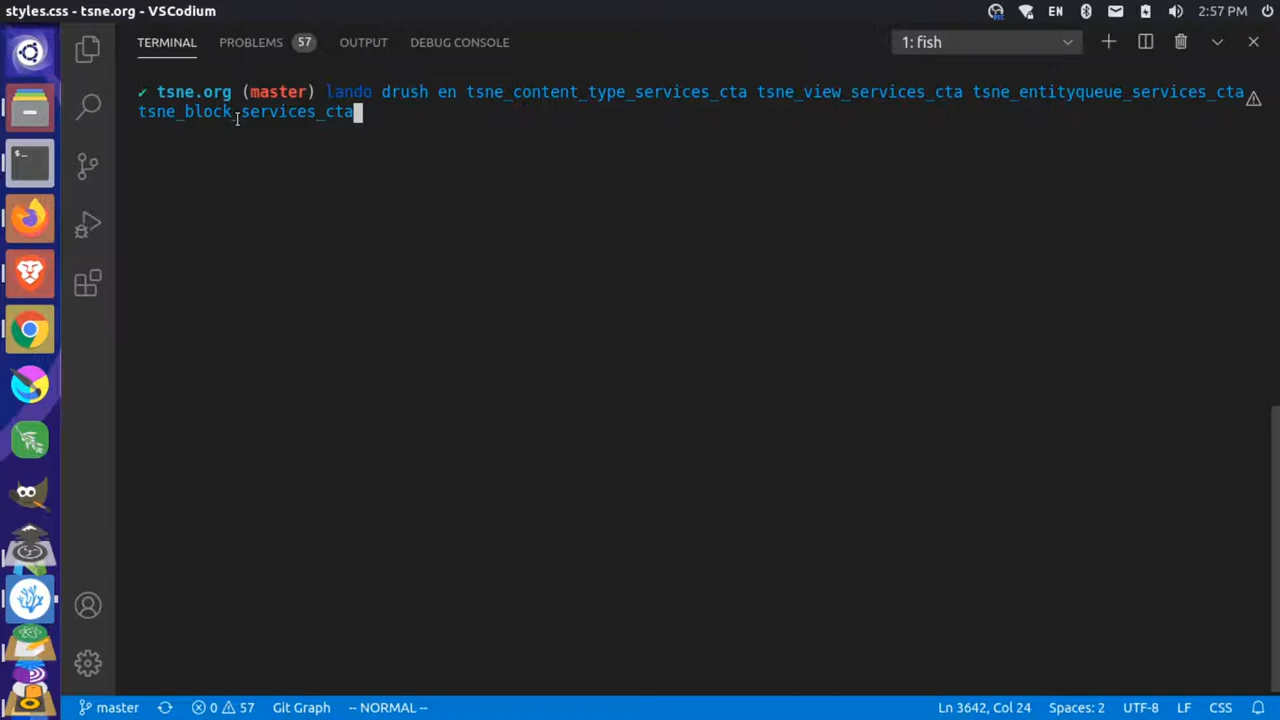 styles.css - tsne.org - VSCodium
EN
2:57 PM
TERMINAL
PROBLEMS 57
OUTPUT
DEBUG CONSOLE
1: fish
✔ tsne.org (master) lando drush en tsne_content_type_services_cta tsne_view_services_cta tsne_entityqueue_services_cta
tsne_block_services_cta
master
0
57
Git Graph
-- NORMAL --
Ln 3642, Col 24
Spaces: 2
UTF-8
LF
CSS